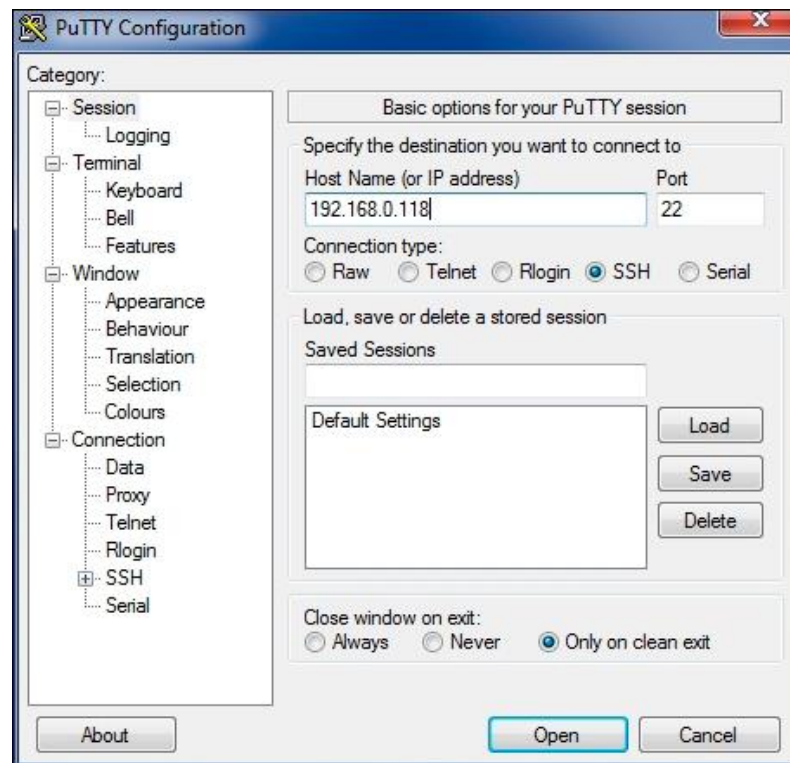 PuTTY Configuration
Category:
Session
Logging
Terminal
Keyboard
Bell
Features
Window
Appearance
Behaviour
Translation
Selection
Colours
Connection
Data
Proxy
Telnet
Rlogin
SSH
Serial
Basic options for your PuTTY session
Specify the destination you want to connect to
Host Name (or IP address) Port
192.168.0.118 22
Connection type:
Raw Telnet Rlogin SSH Serial
Load, save or delete a stored session
Saved Sessions
Default Settings
Load
Save
Delete
Close window on exit:
Always Never Only on clean exit
About Open Cancel